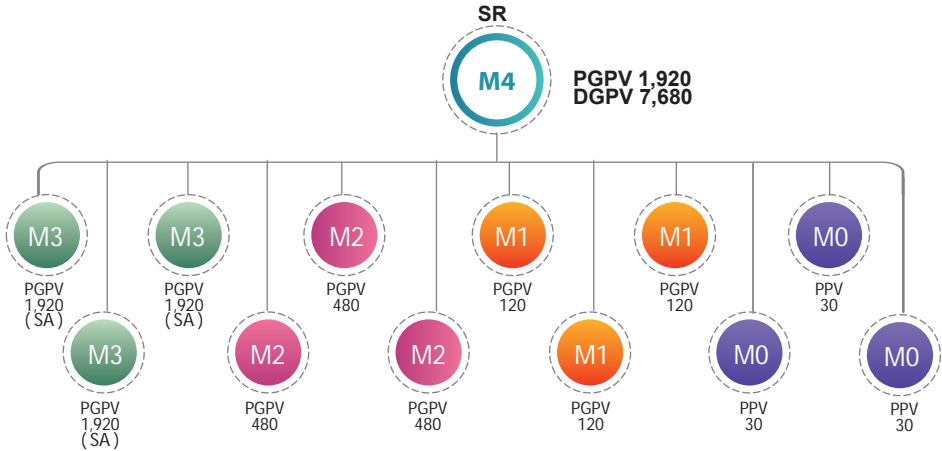 SR
M4
PGPV 1,920
DGPV 7,680
M3
M3
M2
M1
M1
M0
PGPV
1,920
( SA )
PGPV
1,920
( SA )
PGPV
480
PGPV
120
PGPV
120
PPV
30
M3
M2
M2
M1
M0
M0
PGPV
1,920
( SA )
PGPV
480
PGPV
480
PGPV
120
PPV
30
PPV
30